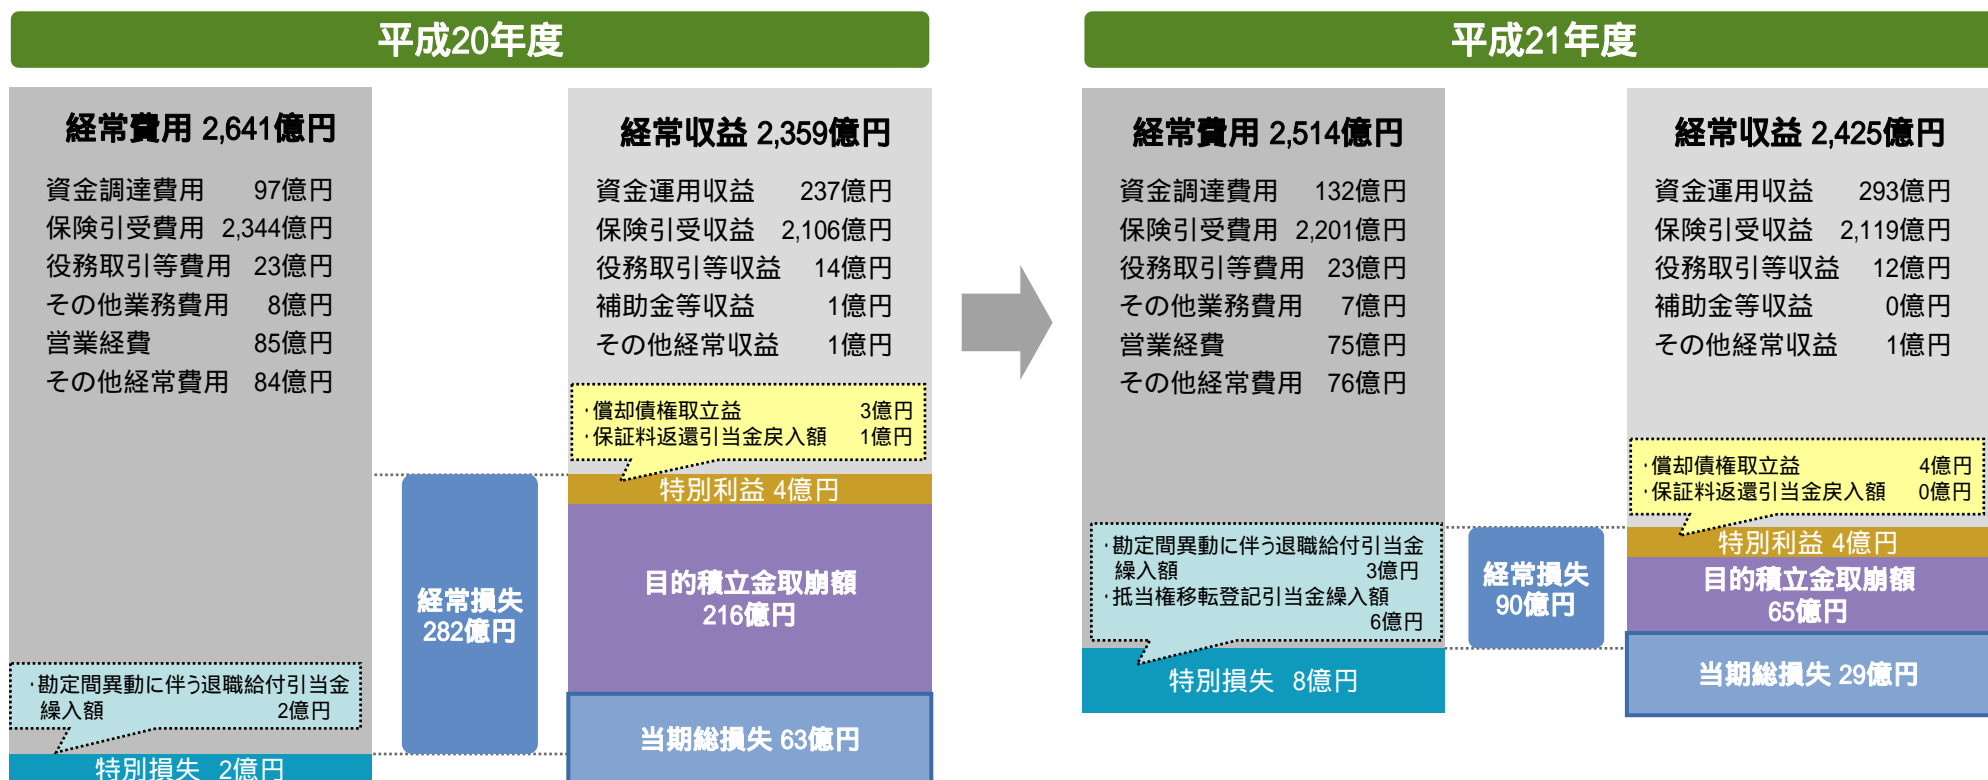 平成20年度
経常費用 2,641億円
資金調達費用 97億円
保険引受費用 2,344億円
役務取引等費用 23億円
その他業務費用 8億円
営業経費 85億円
その他経常費用 84億円
・勘定間異動に伴う退職給付引当金
繰入額 2億円
特別損失 2億円
経常損失
282億円
経常収益 2,359億円
資金運用収益 237億円
保険引受収益 2,106億円
役務取引等収益 14億円
補助金等収益 1億円
その他経常収益 1億円
・償却債権取立益 3億円
・保証料返還引当金戻入額 1億円
特別利益 4億円
目的積立金取崩額
216億円
当期総損失 63億円
平成21年度
経常費用 2,514億円
資金調達費用 132億円
保険引受費用 2,201億円
役務取引等費用 23億円
その他業務費用 7億円
営業経費 75億円
その他経常費用 76億円
・勘定間異動に伴う退職給付引当金
繰入額 3億円
・抵当権移転登記引当金繰入額
6億円
特別損失 8億円
経常損失
90億円
経常収益 2,425億円
資金運用収益 293億円
保険引受収益 2,119億円
役務取引等収益 12億円
補助金等収益 0億円
その他経常収益 1億円
・償却債権取立益 4億円
・保証料返還引当金戻入額 0億円
特別利益 4億円
目的積立金取崩額
65億円
当期総損失 29億円